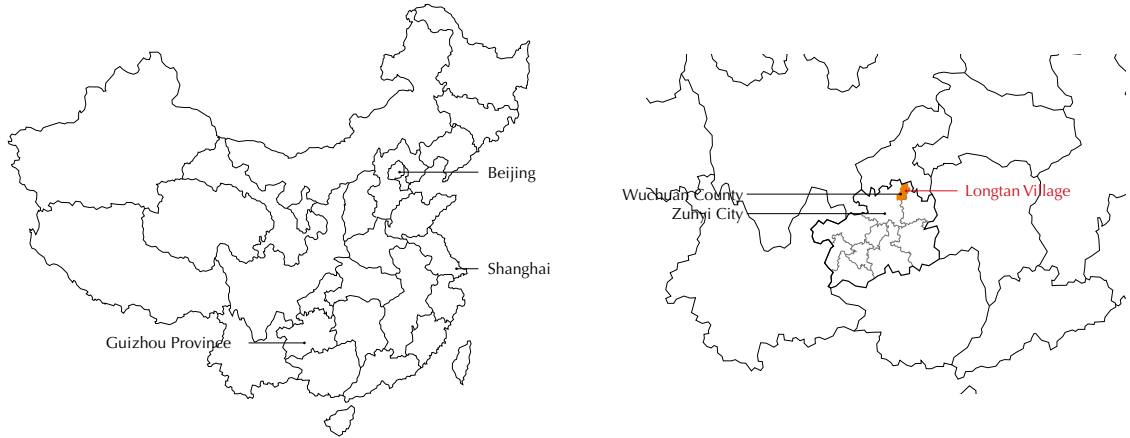 Beijing
Shanghai
Guizhou Province
Wuchuan County
Zunyi City
Longtan Village